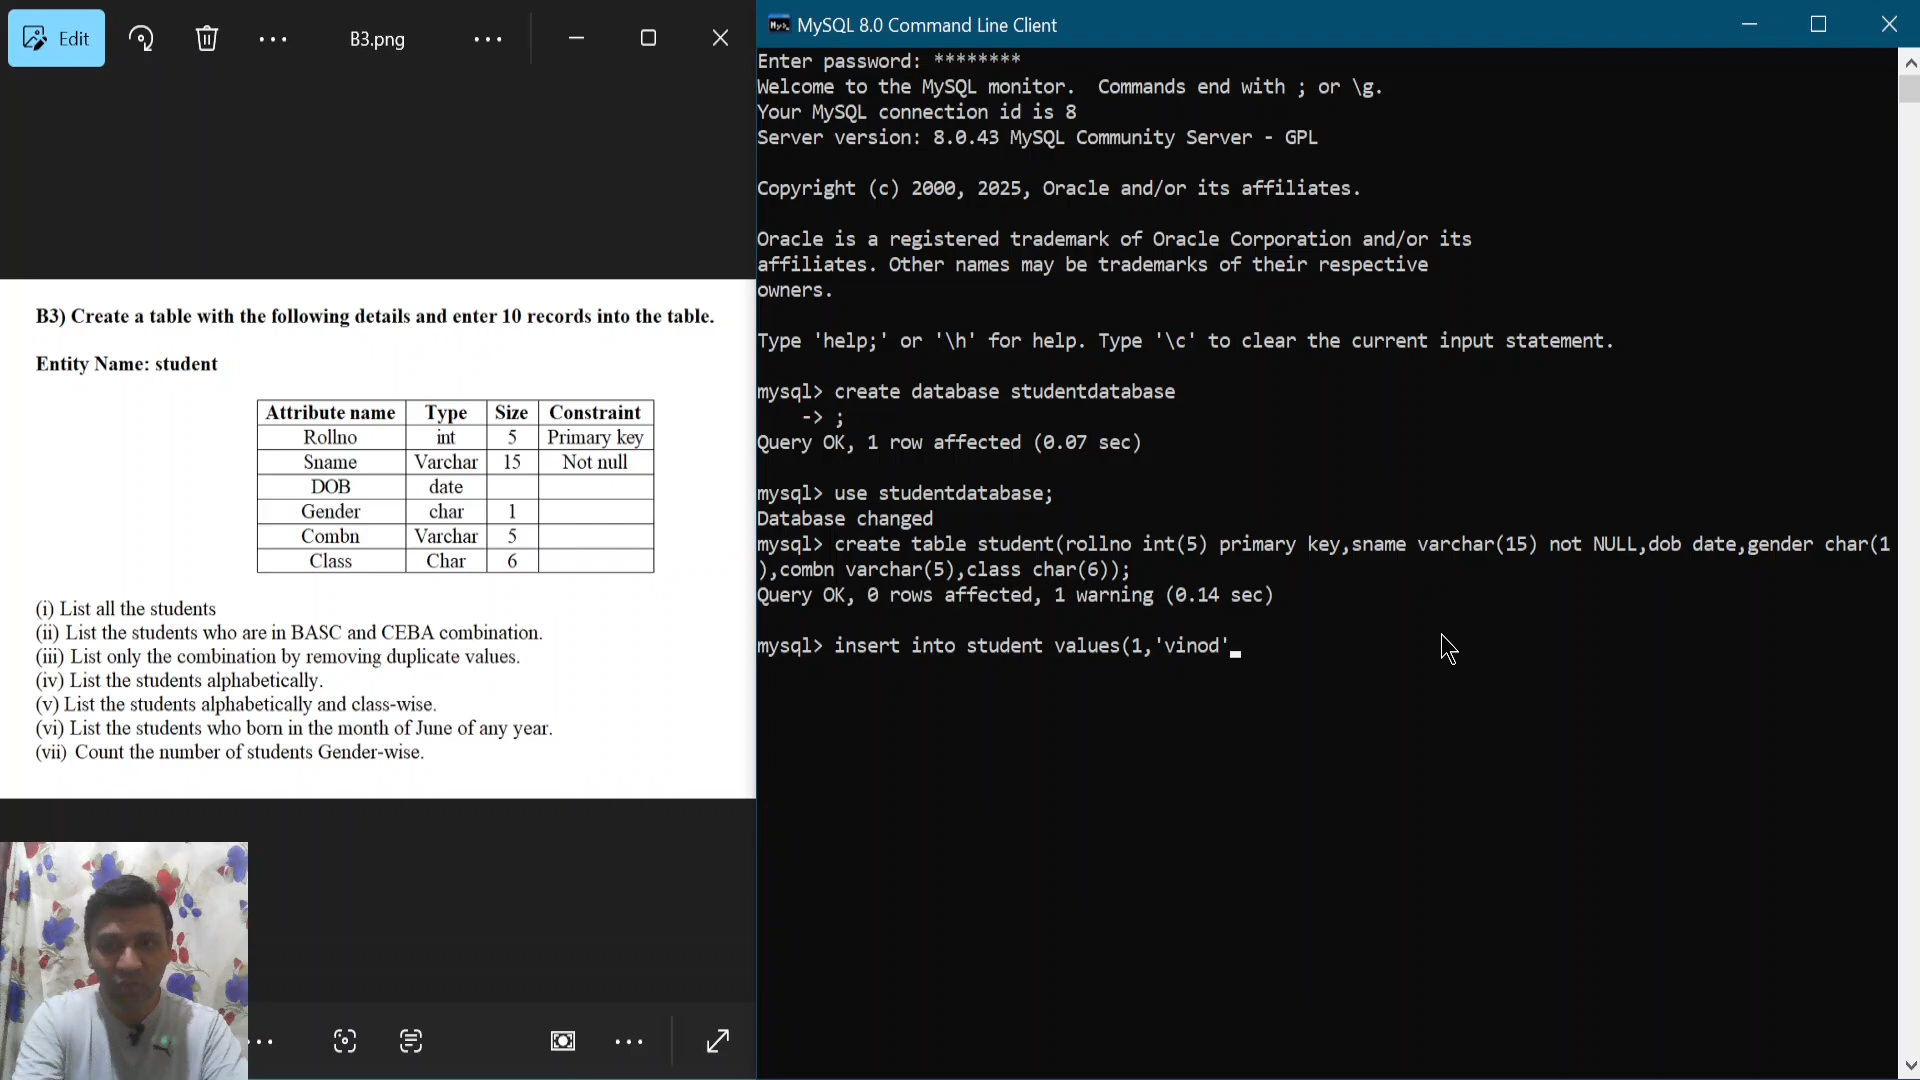 Edit
B3.png
B3) Create a table with the following details and enter 10 records into the table.
Entity Name: student
Attribute name Type Size Constraint
Rollno int 5 Primary key
Sname Varchar 15 Not null
DOB date
Gender char 1
Combn Varchar 5
Class Char 6
(i) List all the students
(ii) List the students who are in BASC and CEBA combination.
(iii) List only the combination by removing duplicate values.
(iv) List the students alphabetically.
(v) List the students alphabetically and class-wise.
(vi) List the students who born in the month of June of any year.
(vii) Count the number of students Gender-wise.
MySQL 8.0 Command Line Client
Enter password: ********
Welcome to the MySQL monitor.  Commands end with ; or \g.
Your MySQL connection id is 8
Server version: 8.0.43 MySQL Community Server - GPL
Copyright (c) 2000, 2025, Oracle and/or its affiliates.
Oracle is a registered trademark of Oracle Corporation and/or its
affiliates. Other names may be trademarks of their respective
owners.
Type 'help;' or '\h' for help. Type '\c' to clear the current input statement.
mysql> create database studentdatabase
    -> ;
Query OK, 1 row affected (0.07 sec)
mysql> use studentdatabase;
Database changed
mysql> create table student(rollno int(5) primary key,sname varchar(15) not NULL,dob date,gender char(1
),combn varchar(5),class char(6));
Query OK, 0 rows affected, 1 warning (0.14 sec)
mysql> insert into student values(1,'vinod'